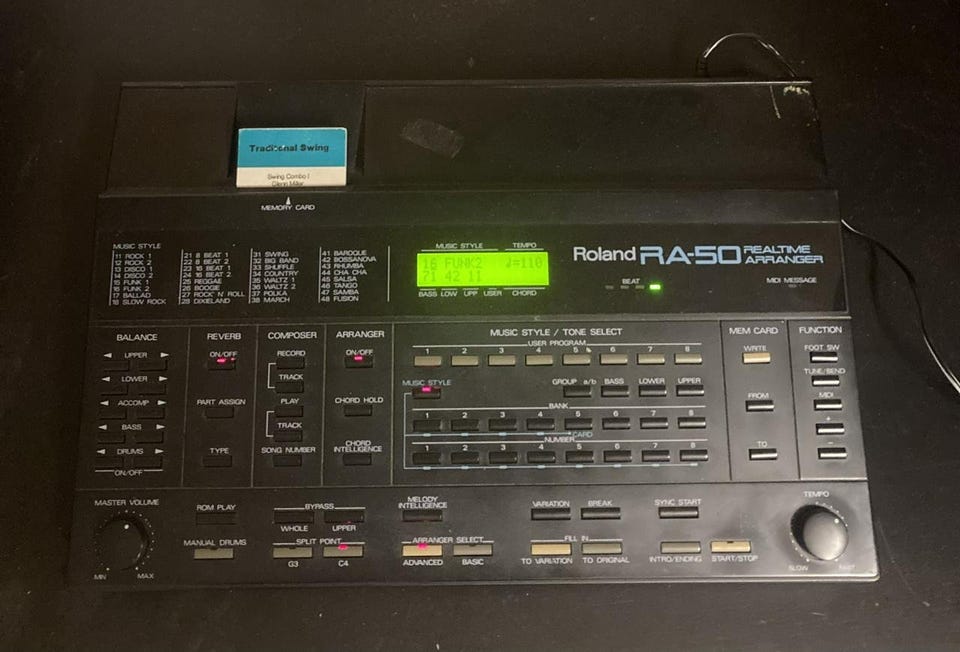 Traditional Swing
Swing Combo I
Glenn Miller
MEMORY CARD
MUSIC STYLE
11 ROCK 1
12 ROCK 2
13 DISCO 1
14 DISCO 2
15 FUNK 1
16 FUNK 2
17 BALLAD
18 SLOW ROCK
21 8 BEAT 1
22 8 BEAT 2
23 16 BEAT 1
24 16 BEAT 2
25 REGGAE
26 BOOGIE
27 ROCK N' ROLL
28 DIXIELAND
31 SWING
32 BIG BAND
33 SHUFFLE
34 COUNTRY
35 WALTZ 1
36 WALTZ 2
37 POLKA
38 MARCH
41 BAROQUE
42 BOSSANOVA
43 RHUMBA
44 CHA CHA
45 SALSA
46 TANGO
47 SAMBA
48 FUSION
MUSIC STYLE TEMPO
16 FUNK2 ♩=110
71 42 11
BASS LOW UPP USER CHORD
Roland RA-50 REALTIME ARRANGER
BEAT
MIDI MESSAGE
BALANCE
UPPER
LOWER
ACCOMP
BASS
DRUMS
ON/OFF
REVERB
ON/OFF
PART ASSIGN
TYPE
COMPOSER
RECORD
TRACK
PLAY
TRACK
SONG NUMBER
ARRANGER
ON/OFF
CHORD HOLD
CHORD INTELLIGENCE
MUSIC STYLE / TONE SELECT
USER PROGRAM
1 2 3 4 5 6 7 8
MUSIC STYLE
GROUP a/b BASS LOWER UPPER
BANK
1 2 3 4 5 6 7 8
CARD
NUMBER
1 2 3 4 5 6 7 8
MEM CARD
WRITE
FROM
TO
FUNCTION
FOOT SW
TUNE/BEND
MIDI
+
-
MASTER VOLUME
MIN MAX
ROM PLAY
MANUAL DRUMS
BYPASS
WHOLE UPPER
SPLIT POINT
G3 C4
MELODY INTELLIGENCE
ARRANGER SELECT
ADVANCED BASIC
VARIATION BREAK
FILL IN
TO VARIATION TO ORIGINAL
SYNC START
INTRO/ENDING START/STOP
TEMPO
SLOW FAST